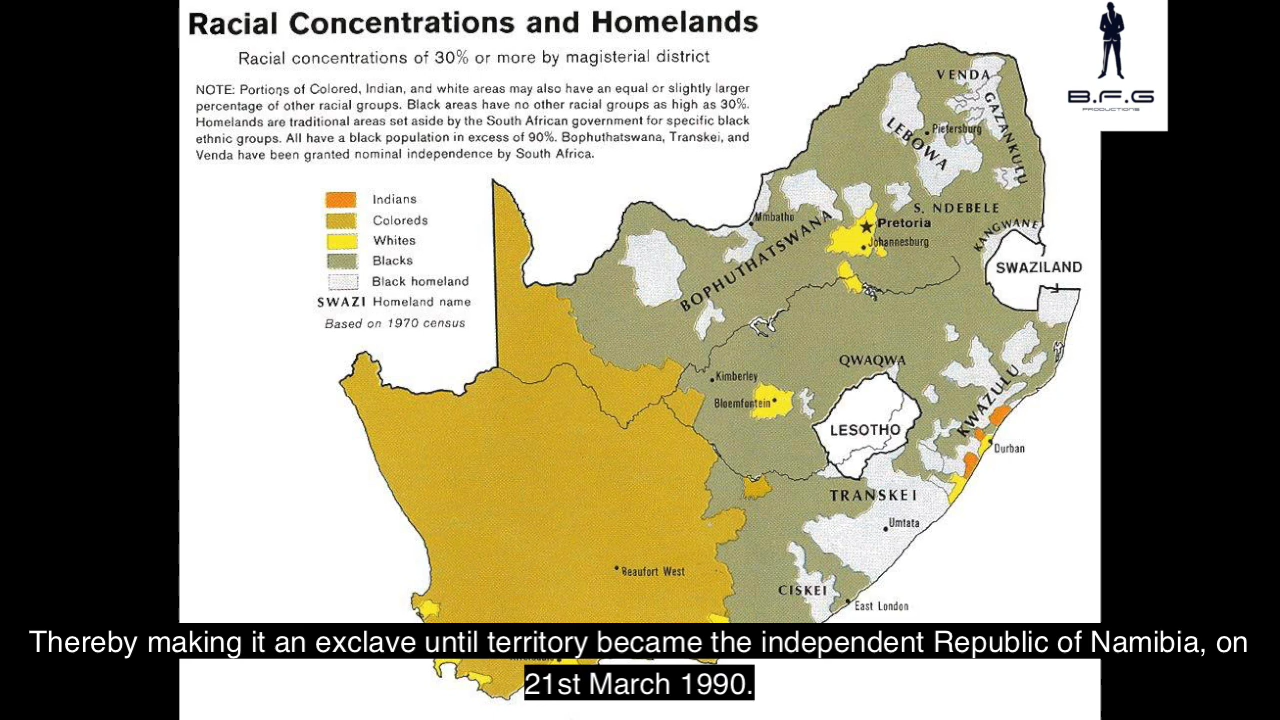 Racial Concentrations and Homelands
Racial concentrations of 30% or more by magisterial district
NOTE: Portions of Colored, Indian, and white areas may also have an equal or slightly larger
percentage of other racial groups. Black areas have no other racial groups as high as 30%.
Homelands are traditional areas set aside by the South African government for specific black
ethnic groups. All have a black population in excess of 90%. Bophuthatswana, Transkei, and
Venda have been granted nominal independence by South Africa.
B.F.G
PRODUCTIONS
Indians
Coloreds
Whites
Blacks
Black homeland
SWAZI Homeland name
Based on 1970 census
VENDA
GAZANKULU
Pietersburg
LEBOWA
S. NDEBELE
Mmbatho
Pretoria
Johannesburg
KANGWANE
BOPHUTHATSWANA
SWAZILAND
QWAQWA
Kimberley
Bloemfontein
KWAZULU
LESOTHO
Durban
TRANSKEI
Umtata
Beaufort West
CISKEI
East London
Thereby making it an exclave until territory became the independent Republic of Namibia, on
21st March 1990.